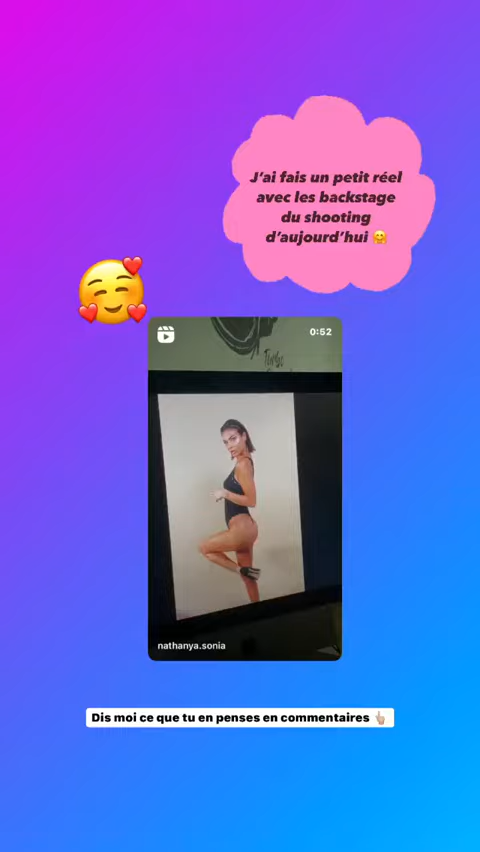 J'ai fais un petit réel
avec les backstage
du shooting
d'aujourd'hui 🤗
0:52
nathanya.sonia
Dis moi ce que tu en penses en commentaires 👆🏻